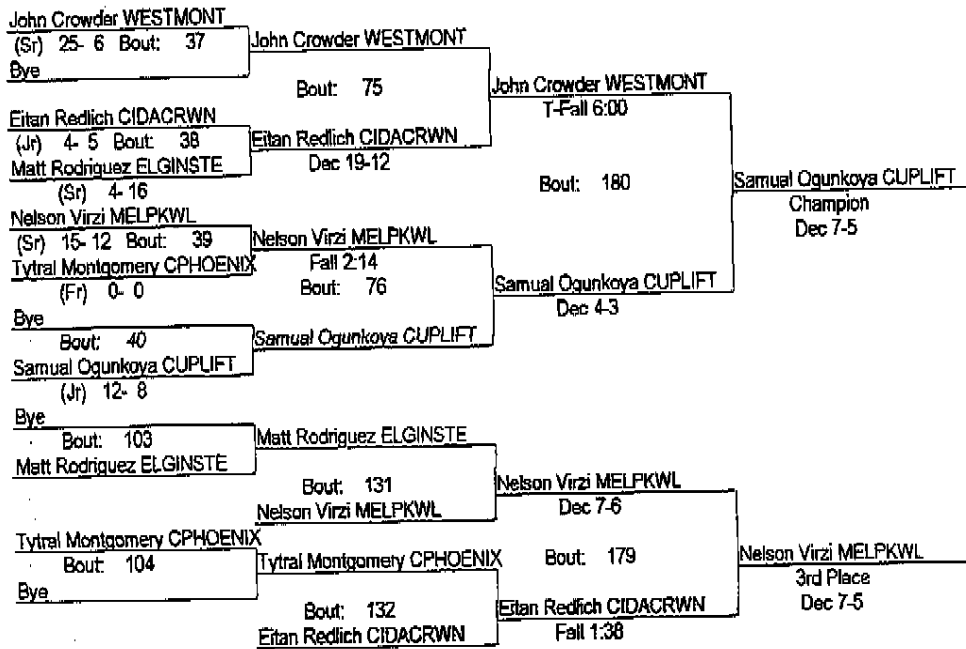 John Crowder WESTMONT
(Sr) 25- 6 Bout: 37
Bye
John Crowder WESTMONT
Bout: 75
Eitan Redlich CIDACRWN
(Jr) 4- 5 Bout: 38
Matt Rodriguez ELGINSTE
(Sr) 4-16
Eitan Redlich CIDACRWN
Dec 19-12
John Crowder WESTMONT
T-Fall 6:00
Bout: 180
Nelson Virzi MELPKWL
(Sr) 15- 12 Bout: 39
Tytral Montgomery CPHOENIX
(Fr) 0- 0
Nelson Virzi MELPKWL
Fall 2:14
Bout: 76
Bye
Bout: 40
Samual Ogunkoya CUPLIFT
(Jr) 12- 8
Samual Ogunkoya CUPLIFT
Samual Ogunkoya CUPLIFT
Dec 4-3
Samual Ogunkoya CUPLIFT
Champion
Dec 7-5
Bye
Bout: 103
Matt Rodriguez ELGINSTE
Matt Rodriguez ELGINSTE
Bout: 131
Nelson Virzi MELPKWL
Nelson Virzi MELPKWL
Dec 7-6
Bout: 179
Tytral Montgomery CPHOENIX
Bout: 104
Bye
Tytral Montgomery CPHOENIX
Bout: 132
Eitan Redlich CIDACRWN
Eitan Redlich CIDACRWN
Fall 1:38
Nelson Virzi MELPKWL
3rd Place
Dec 7-5